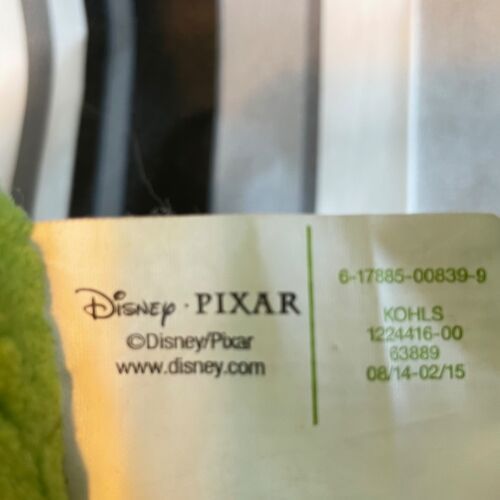 Disney · PIXAR
©Disney/Pixar
www.disney.com
6-17885-00839-9
KOHLS
1224416-00
63889
08/14-02/15